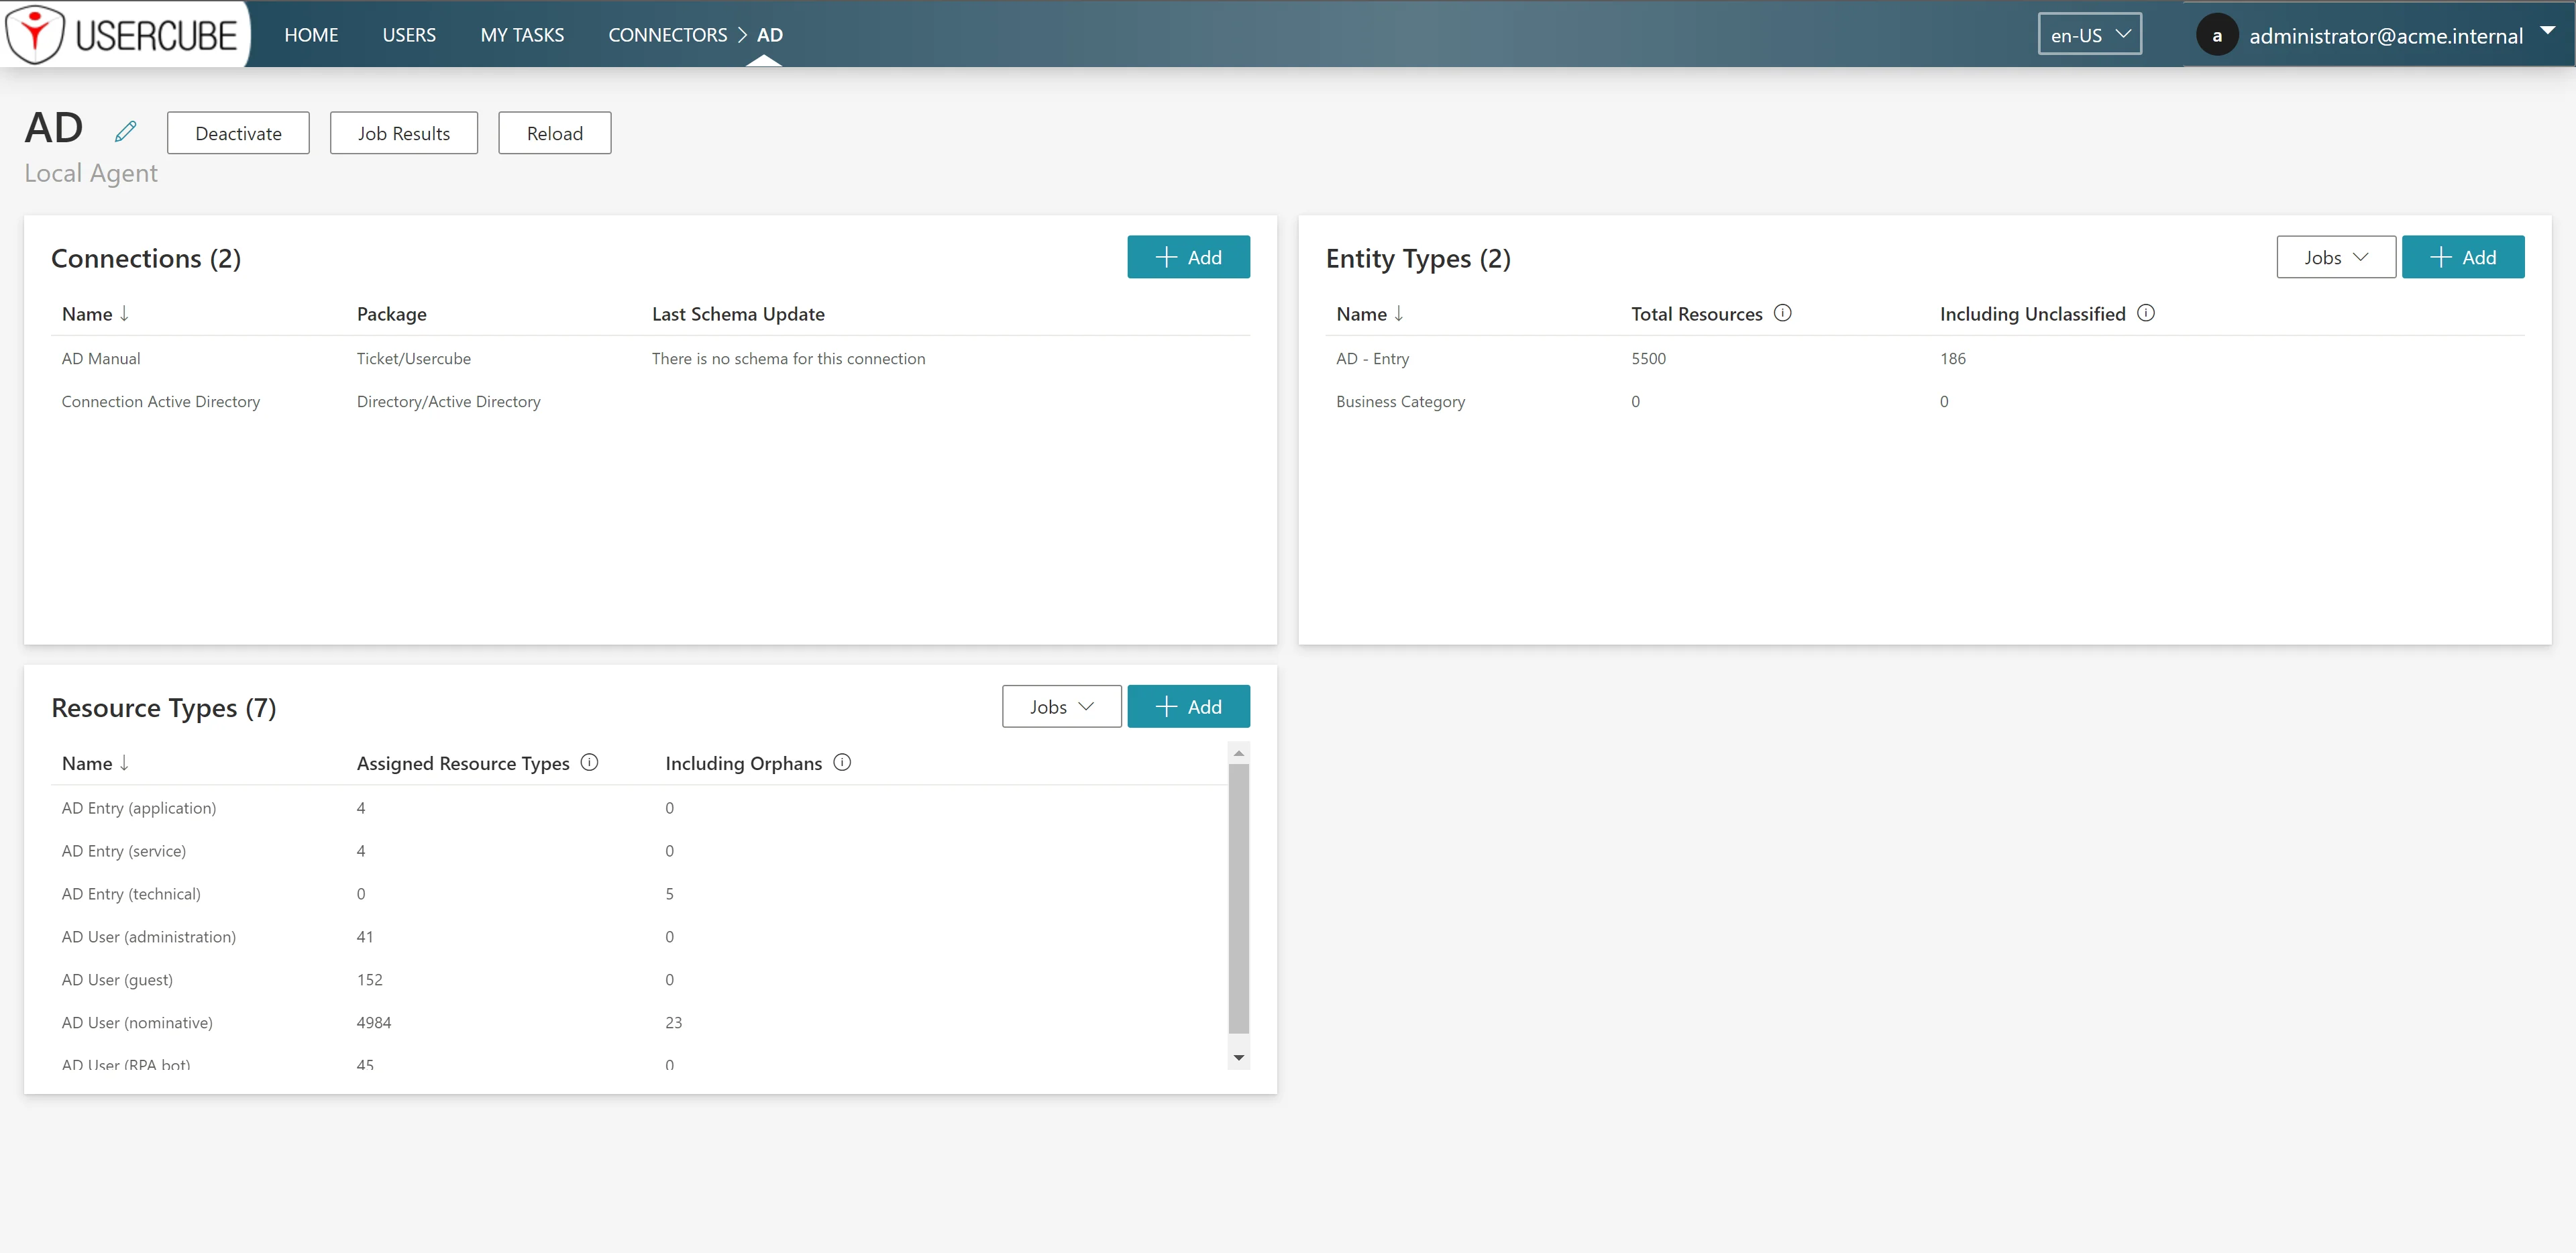 USERCUBE HOME USERS MY TASKS CONNECTORS > AD en-US a administrator@acme.internal
AD Deactivate Job Results Reload
Local Agent
Connections (2) Add
Name Package Last Schema Update
AD Manual Ticket/Usercube There is no schema for this connection
Connection Active Directory Directory/Active Directory
Entity Types (2) Jobs Add
Name Total Resources Including Unclassified
AD - Entry 5500 186
Business Category 0 0
Resource Types (7) Jobs Add
Name Assigned Resource Types Including Orphans
AD Entry (application) 4 0
AD Entry (service) 4 0
AD Entry (technical) 0 5
AD User (administration) 41 0
AD User (guest) 152 0
AD User (nominative) 4984 23
AD User (RPA bot) 45 0